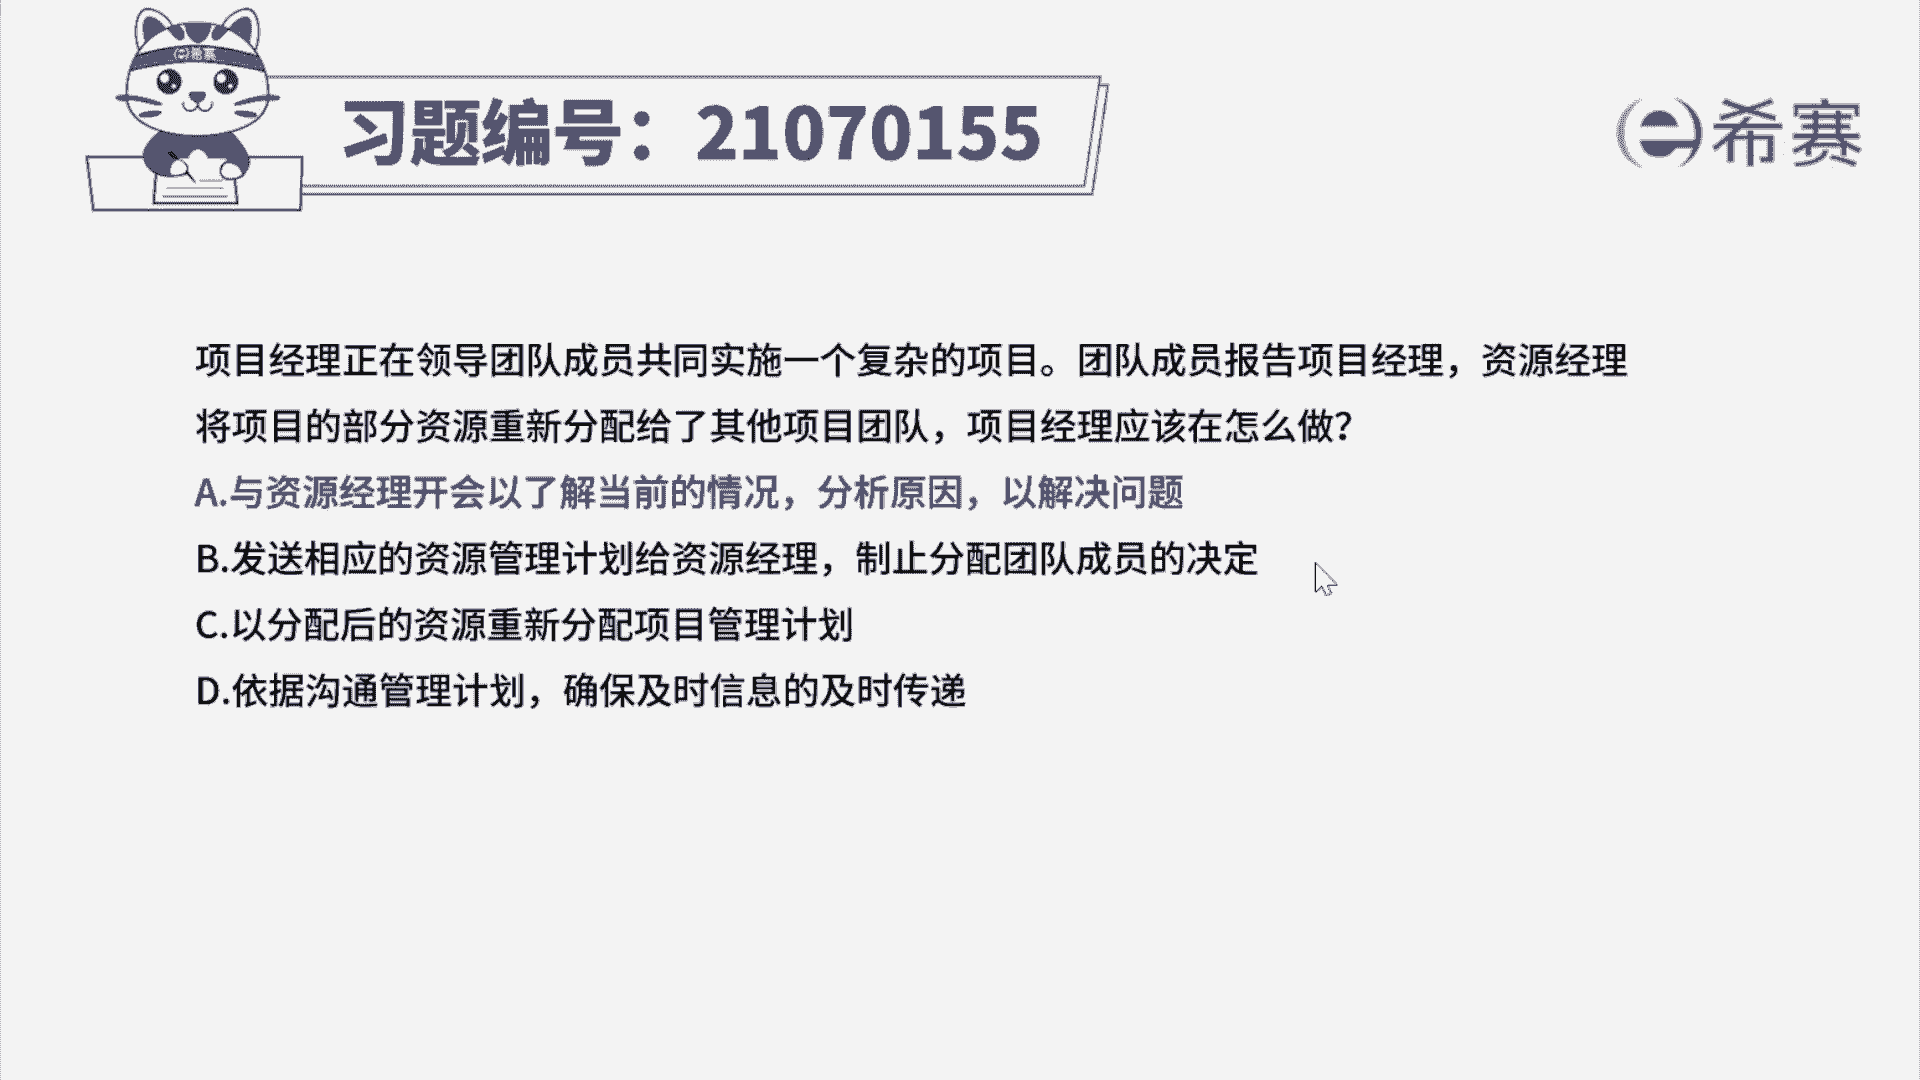 希赛
习题编号：21070155
希赛
项目经理正在领导团队成员共同实施一个复杂的项目。团队成员报告项目经理，资源经理
将项目的部分资源重新分配给了其他项目团队，项目经理应该在怎么做？
A.与资源经理开会以了解当前的情况，分析原因，以解决问题
B.发送相应的资源管理计划给资源经理，制止分配团队成员的决定
C.以分配后的资源重新分配项目管理计划
D.依据沟通管理计划，确保及时信息的及时传递